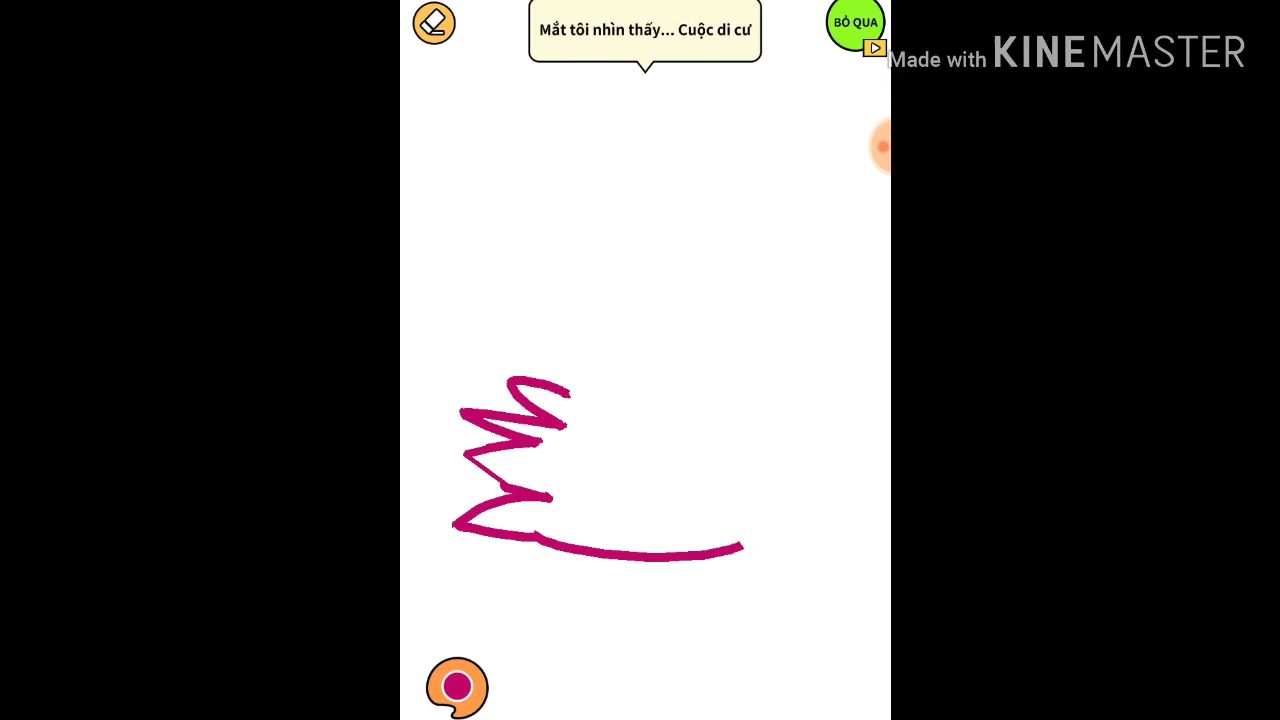 Mắt tôi nhìn thấy... Cuộc di cư
BỎ QUA
Made with KINEMASTER